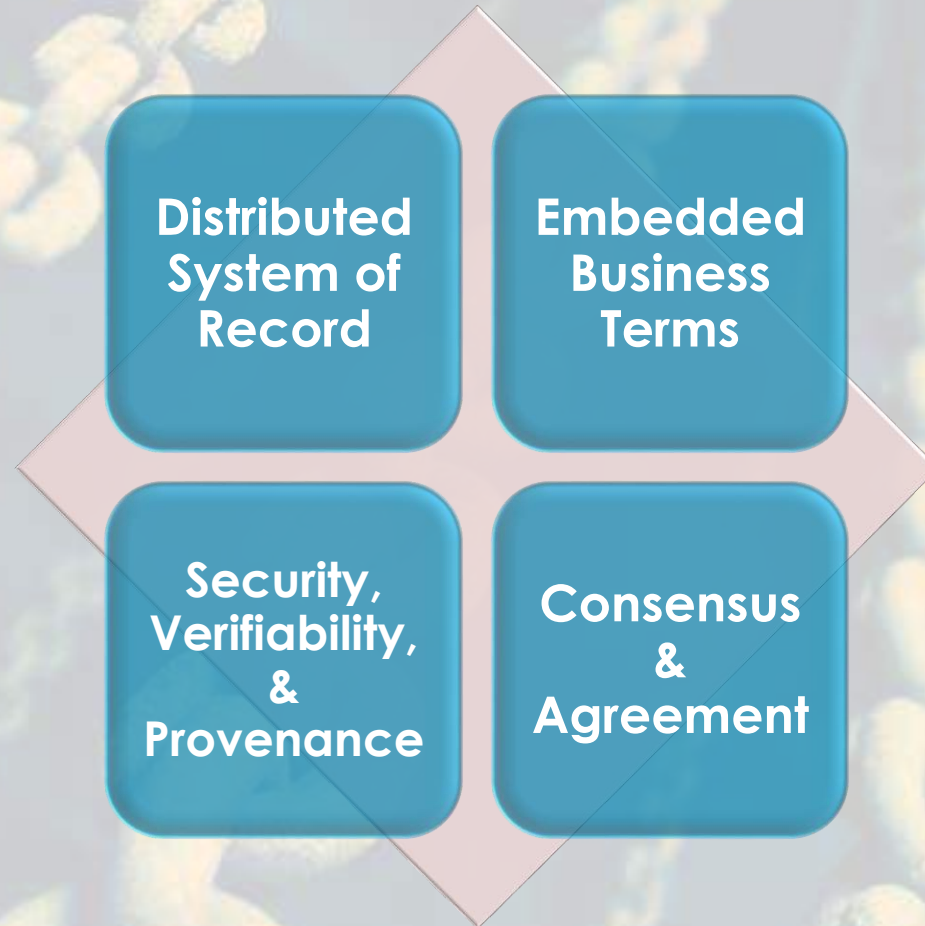 Distributed
System of
Record
Embedded
Business
Terms
Security,
Verifiability,
&
Provenance
Consensus
&
Agreement